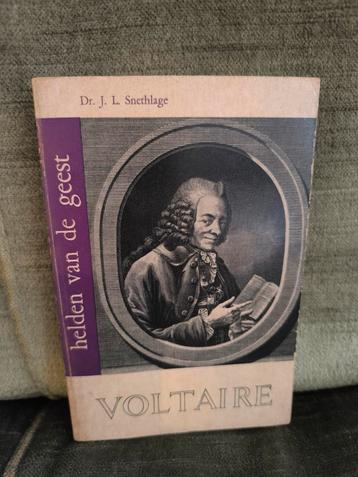 Dr. J. L. Snethlage
helden van de geest
VOLTAIRE